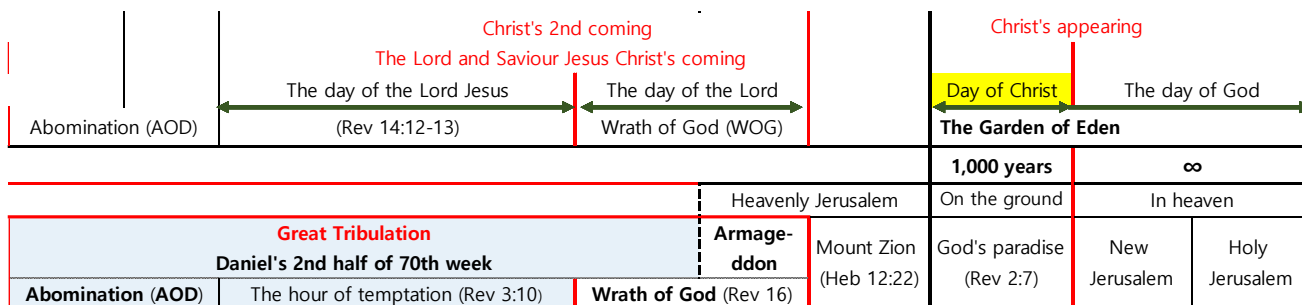 Christ's 2nd coming
Christ's appearing
The Lord and Saviour Jesus Christ's coming
The day of the Lord Jesus
The day of the Lord
Day of Christ
The day of God
Abomination (AOD)
(Rev 14:12-13)
Wrath of God (WOG)
The Garden of Eden
1,000 years
∞
Heavenly Jerusalem
On the ground
In heaven
Great Tribulation
Daniel's 2nd half of 70th week
Armage-
ddon
Mount Zion
(Heb 12:22)
God's paradise
(Rev 2:7)
New
Jerusalem
Holy
Jerusalem
Abomination (AOD)
The hour of temptation (Rev 3:10)
Wrath of God (Rev 16)